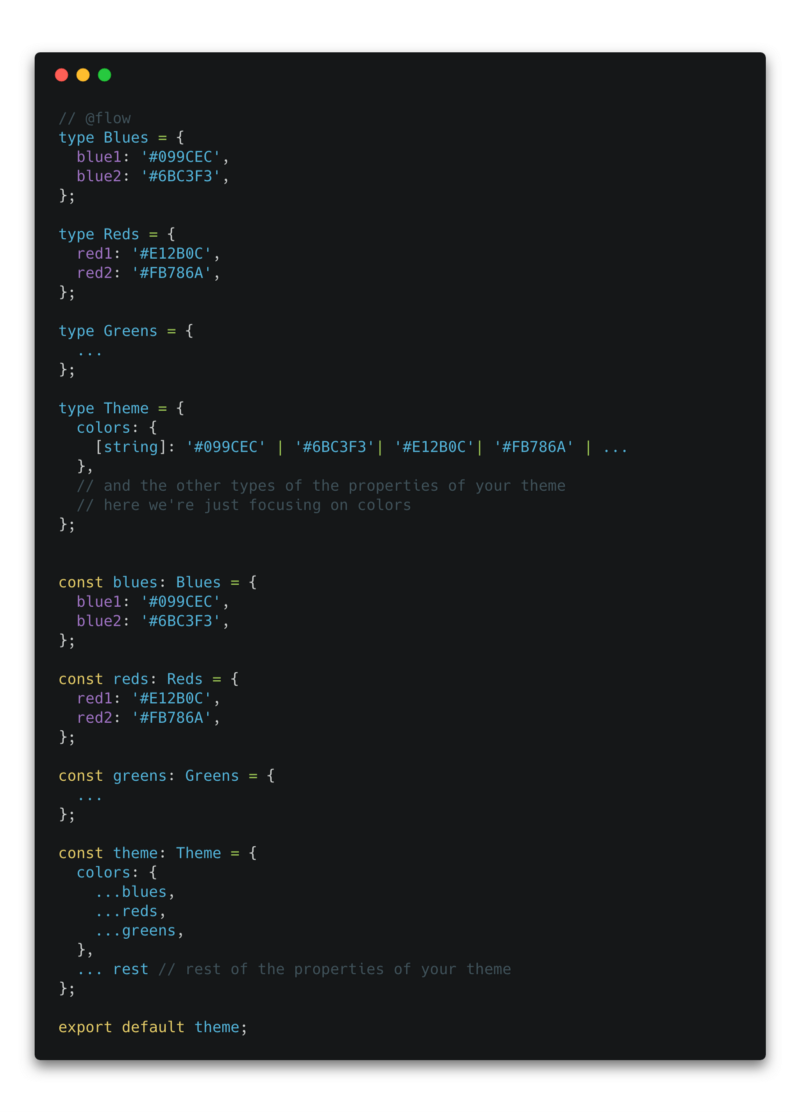 // @flow
type Blues = {
  blue1: '#099CEC',
  blue2: '#6BC3F3',
};

type Reds = {
  red1: '#E12B0C',
  red2: '#FB786A',
};

type Greens = {
  ...
};

type Theme = {
  colors: {
    [string]: '#099CEC' | '#6BC3F3'| '#E12B0C'| '#FB786A' | ...
  },
  // and the other types of the properties of your theme
  // here we're just focusing on colors
};


const blues: Blues = {
  blue1: '#099CEC',
  blue2: '#6BC3F3',
};

const reds: Reds = {
  red1: '#E12B0C',
  red2: '#FB786A',
};

const greens: Greens = {
  ...
};

const theme: Theme = {
  colors: {
    ...blues,
    ...reds,
    ...greens,
  },
  ... rest // rest of the properties of your theme
};

export default theme;